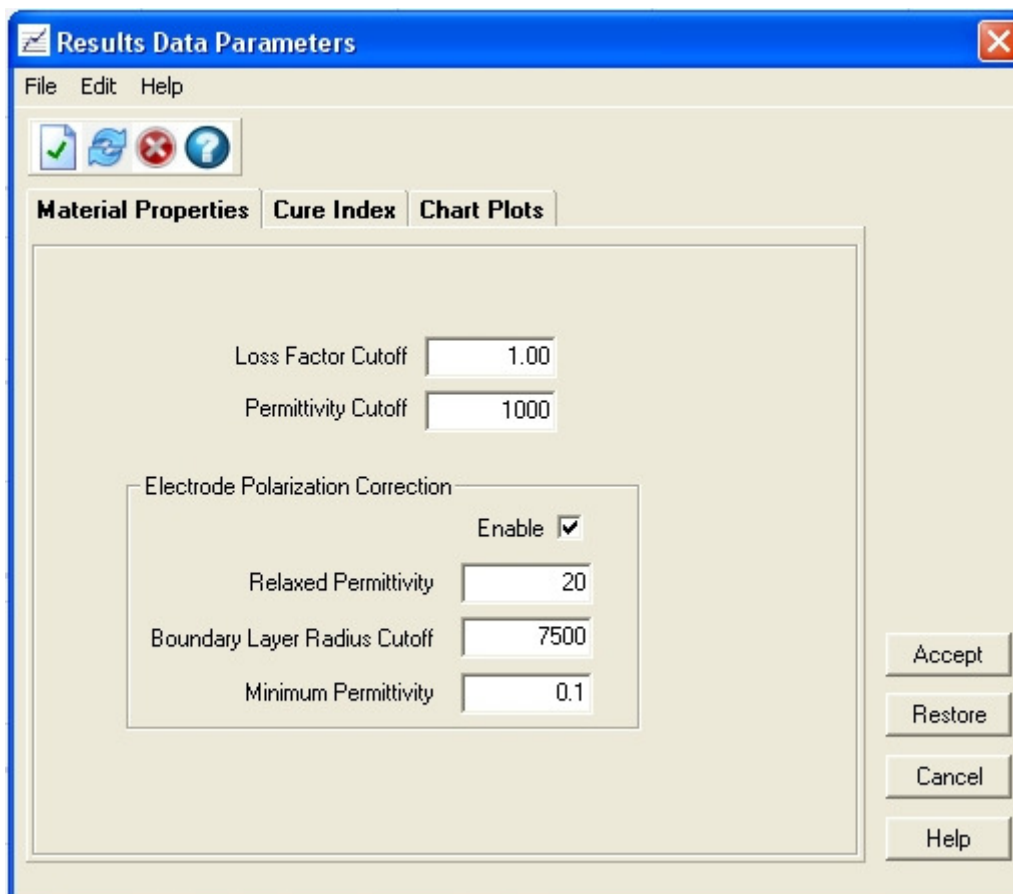 Results Data Parameters
File Edit Help
Material Properties Cure Index Chart Plots
Loss Factor Cutoff 1.00
Permittivity Cutoff 1000
Electrode Polarization Correction
Enable
Relaxed Permittivity 20
Boundary Layer Radius Cutoff 7500
Minimum Permittivity 0.1
Accept
Restore
Cancel
Help